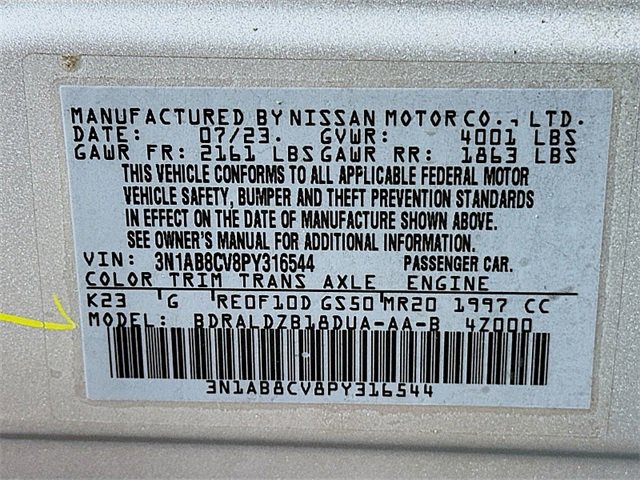 MANUFACTURED BY NISSAN MOTOR CO., LTD.
DATE: 07/23. GVWR: 4001 LBS
GAWR FR: 2161 LBS GAWR RR: 1863 LBS
THIS VEHICLE CONFORMS TO ALL APPLICABLE FEDERAL MOTOR
VEHICLE SAFETY, BUMPER AND THEFT PREVENTION STANDARDS
IN EFFECT ON THE DATE OF MANUFACTURE SHOWN ABOVE.
SEE OWNER'S MANUAL FOR ADDITIONAL INFORMATION.
VIN: 3N1AB8CV8PY316544 PASSENGER CAR.
COLOR TRIM TRANS AXLE ENGINE
K23 G RE0F10D GS50 MR20 1997 CC
MODEL: BDRALDZB18DUA-AA-B 4Z000
3N1AB8CV8PY316544